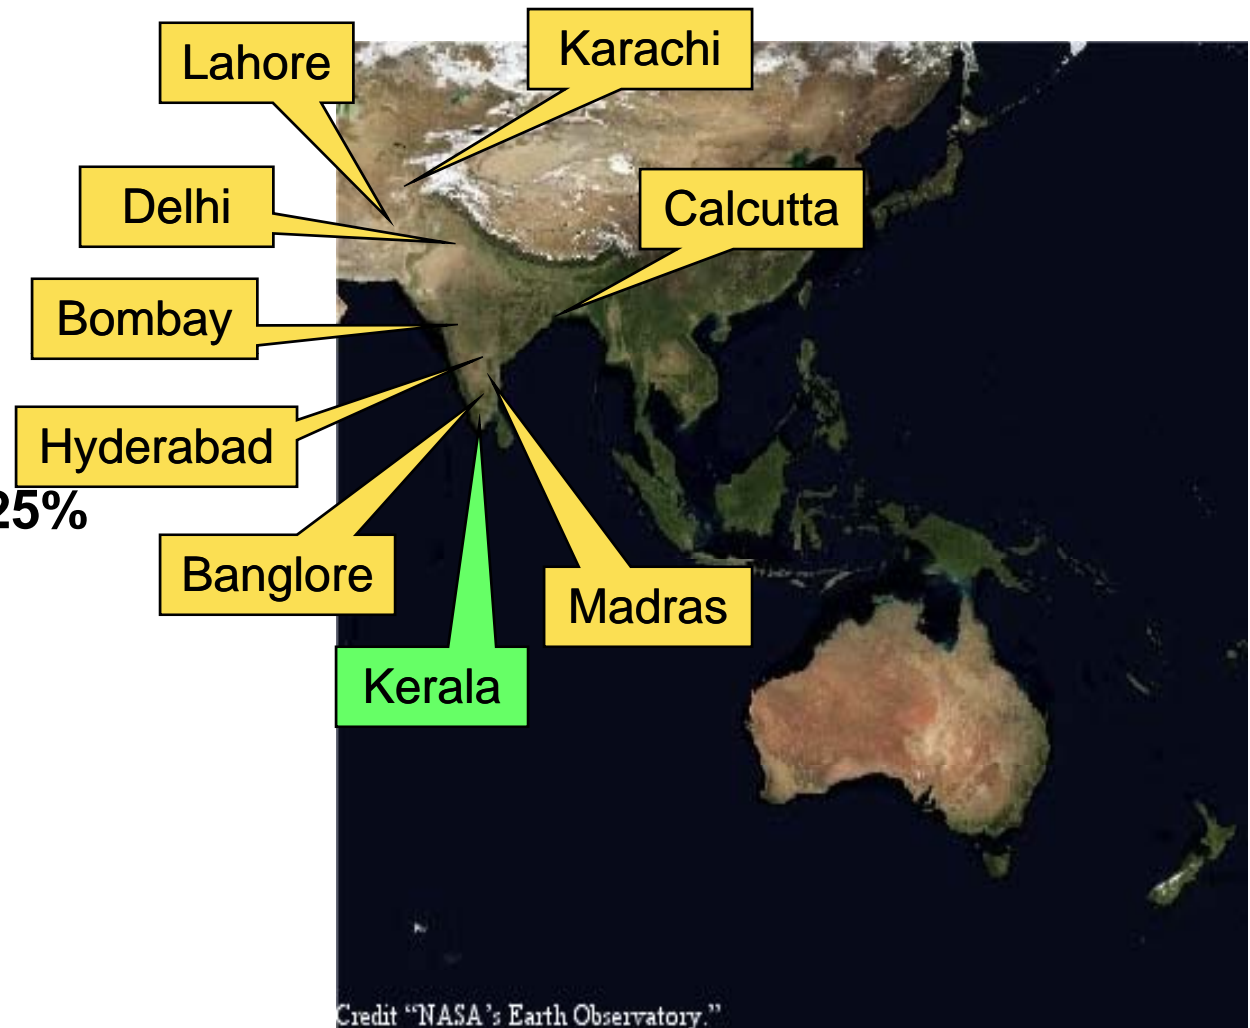 Karachi
Lahore
Delhi
Calcutta
Bombay
Hyderabad
25%
Banglore
Madras
Kerala
Credit “NASA’s Earth Observatory.”